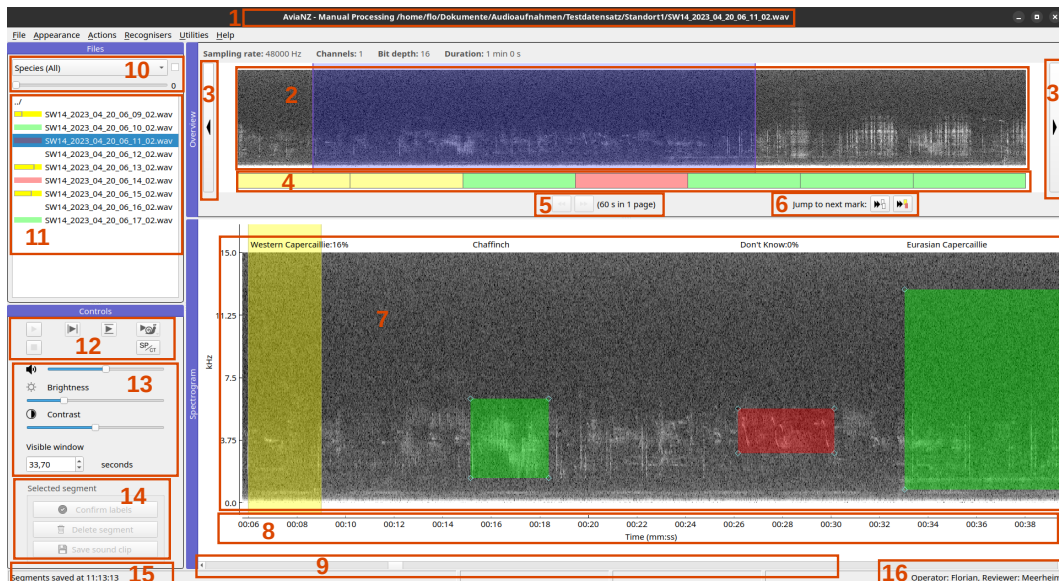 1 AviaNZ - Manual Processing /home/flo/Dokumente/Audioaufnahmen/Testdatensatz/Standort1/SW14_2023_04_20_06_11_02.wav
File Appearance Actions Recognisers Utilities Help
Files
Species (All)
10
0
../
SW14_2023_04_20_06_09_02.wav
SW14_2023_04_20_06_10_02.wav
SW14_2023_04_20_06_11_02.wav
SW14_2023_04_20_06_12_02.wav
SW14_2023_04_20_06_13_02.wav
SW14_2023_04_20_06_14_02.wav
SW14_2023_04_20_06_15_02.wav
SW14_2023_04_20_06_16_02.wav
SW14_2023_04_20_06_17_02.wav
11
Controls
SP/CT
12
13
Brightness
Contrast
Visible window
33,70 seconds
Selected segment
14
Confirm labels
Delete segment
Save sound clip
Segments saved at 11:13:13
15
Overview
Sampling rate: 48000 Hz Channels: 1 Bit depth: 16 Duration: 1 min 0 s
3
2
3
4
5 (60 s in 1 page)
6 Jump to next mark:
Spectrogram
Western Capercaillie:16% Chaffinch Don't Know:0% Eurasian Capercaillie
15.0
11.25
7
kHz
7.5
3.75
0.0
00:06 00:08 00:10 00:12 00:14 00:16 00:18 00:20 00:22 00:24 00:26 00:28 00:30 00:32 00:34 00:36 00:38
8
Time (mm:ss)
9
16 Operator: Florian, Reviewer: Meerheim